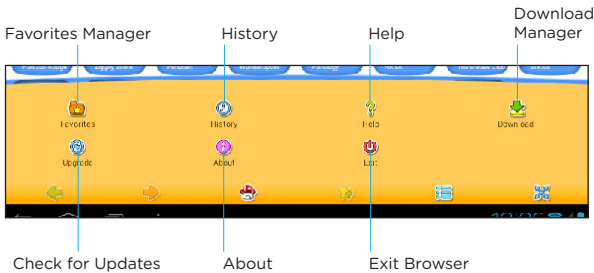 Download
Favorites Manager History Help Manager
Favorites History Help Download
Upgrade About Exit
Check for Updates About Exit Browser